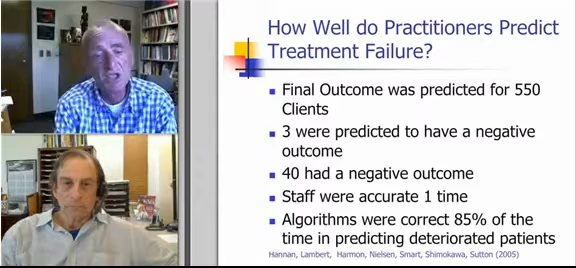 How Well do Practitioners Predict
Treatment Failure?
Final Outcome was predicted for 550
Clients
3 were predicted to have a negative
outcome
40 had a negative outcome
Staff were accurate 1 time
Algorithms were correct 85% of the
time in predicting deteriorated patients
Hannan, Lambert, Harmon, Nielsen, Smart, Shimokawa, Sutton (2005)